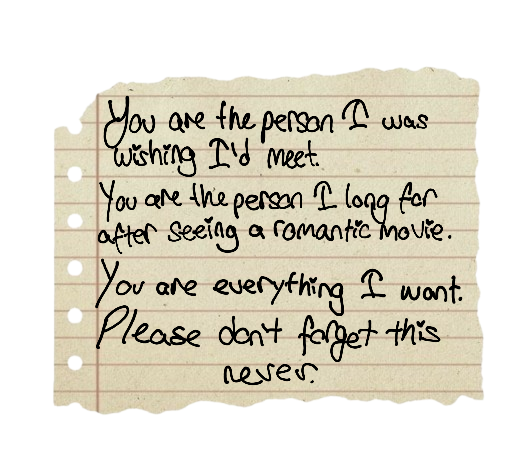 You are the person I was
wishing I'd meet.
You are the person I long for
after seeing a romantic movie.
You are everything I want.
Please don't forget this
never.